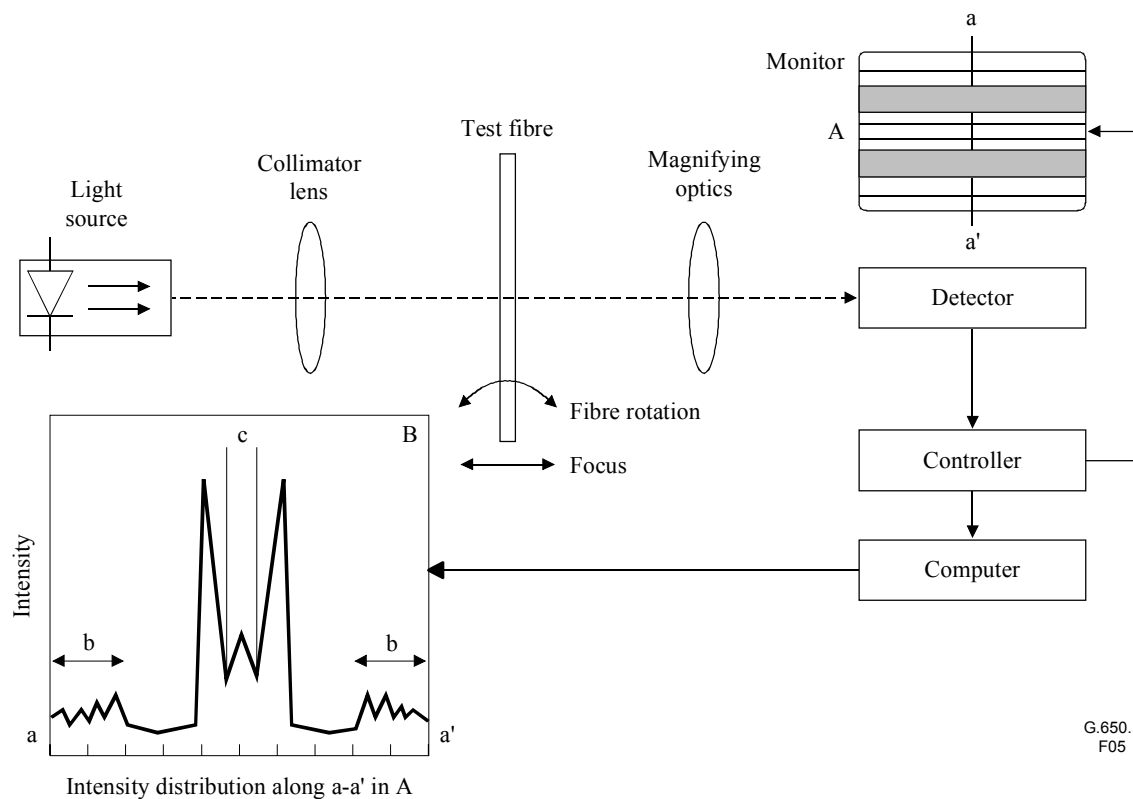 a
Monitor
A
a'
Test fibre
Collimator
lens
Magnifying
optics
Light
source
Detector
Fibre rotation
Focus
Controller
Computer
B
c
Intensity
b
b
a
a'
Intensity distribution along a-a' in A
G.650.
F05